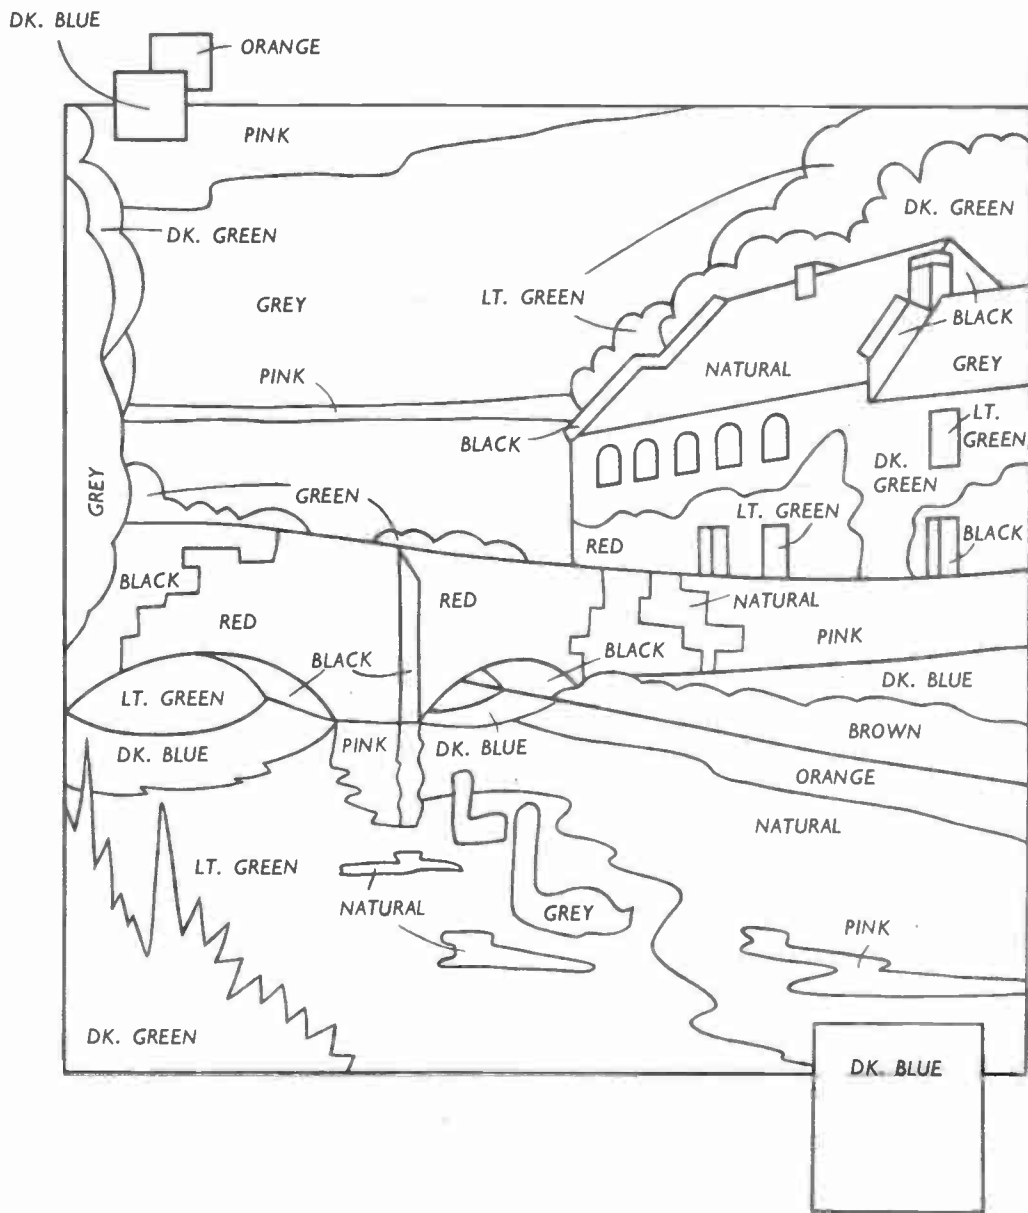 DK. BLUE
ORANGE
PINK
DK. GREEN
DK. GREEN
LT. GREEN
GREY
BLACK
PINK
NATURAL
GREY
BLACK
LT.
GREEN
DK.
GREEN
GREY
GREEN
LT. GREEN
RED
BLACK
BLACK
NATURAL
RED
RED
PINK
BLACK
BLACK
LT. GREEN
DK. BLUE
DK. BLUE
PINK
DK. BLUE
BROWN
ORANGE
NATURAL
LT. GREEN
NATURAL
GREY
PINK
DK. GREEN
DK. BLUE